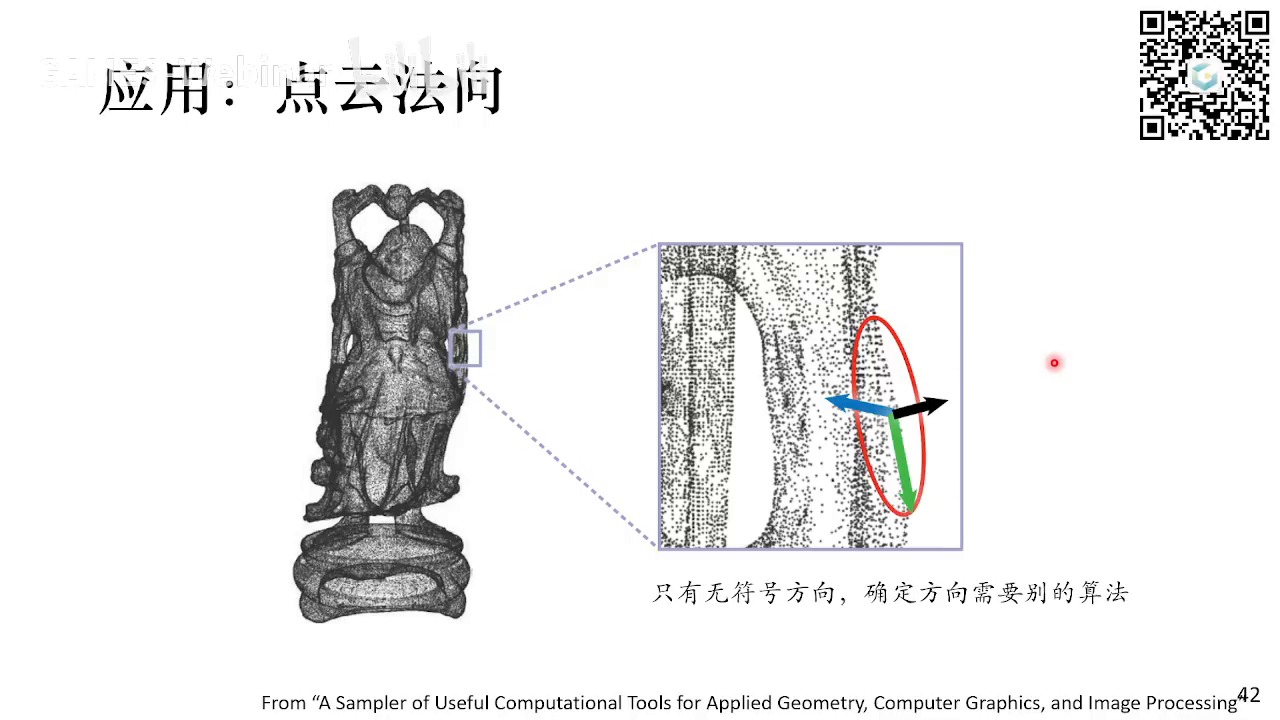 应用：点云法向
只有无符号方向，确定方向需要别的算法
From “A Sampler of Useful Computational Tools for Applied Geometry, Computer Graphics, and Image Processing”
42